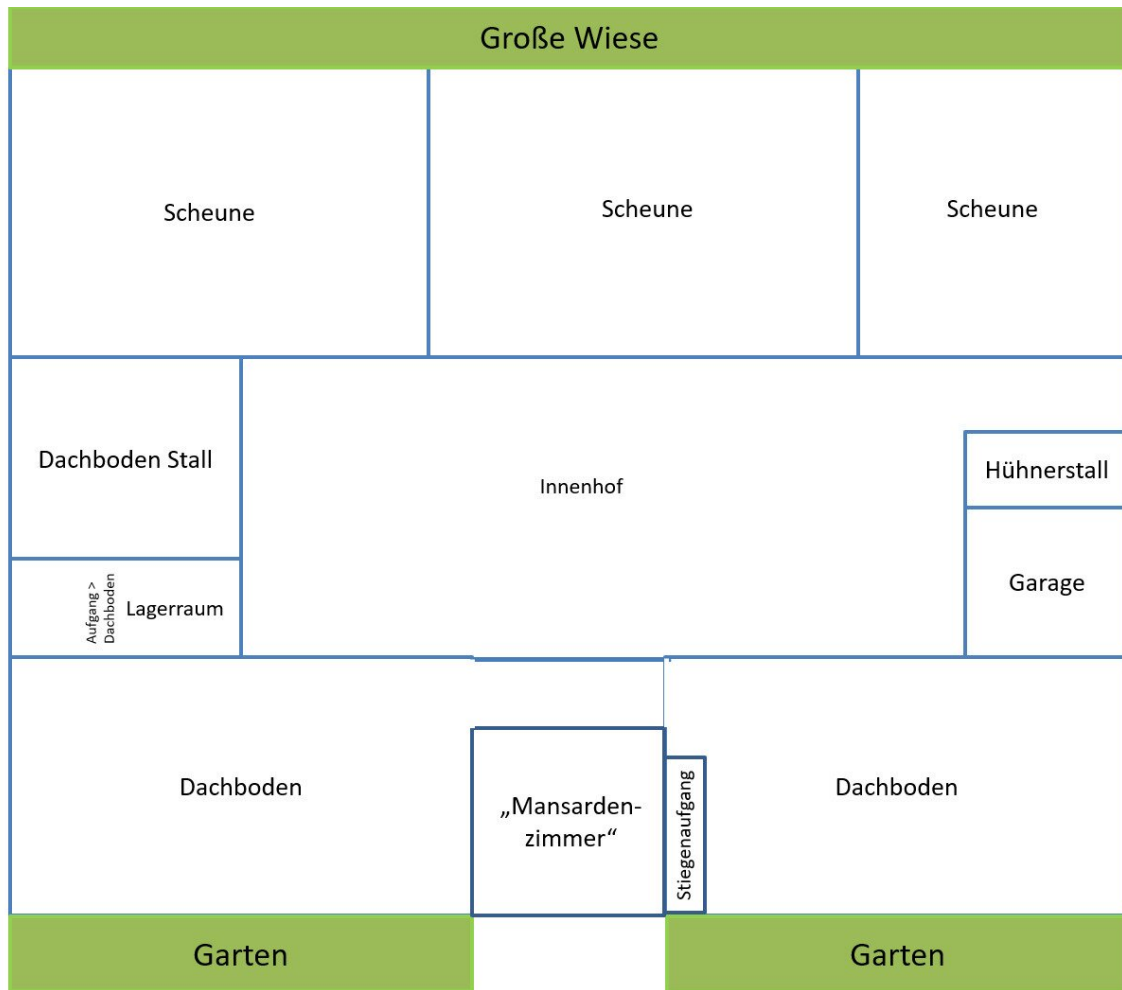 Große Wiese
Scheune
Scheune
Scheune
Dachboden Stall
Innenhof
Hühnerstall
Aufgang >
Dachboden
Lagerraum
Garage
Dachboden
„Mansarden-
zimmer“
Stiegenaufgang
Dachboden
Garten
Garten